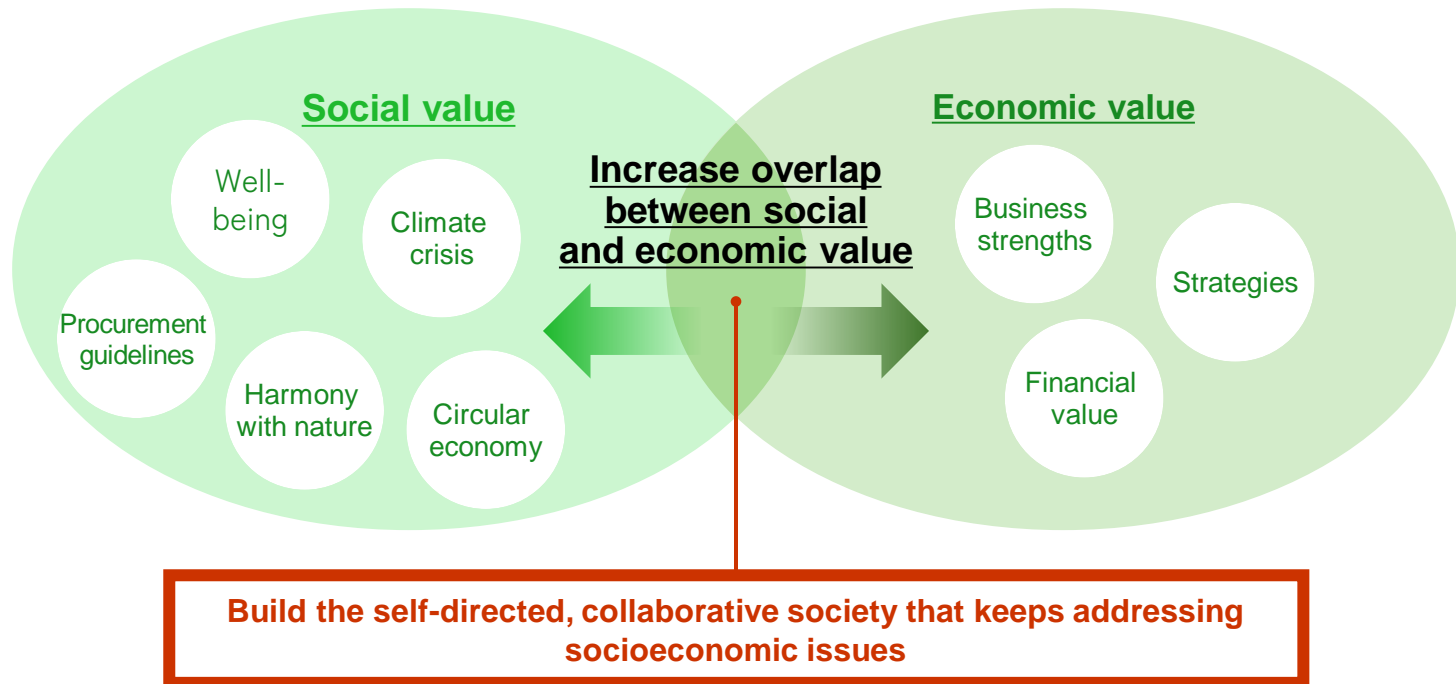 Social value
Well-
being
Climate
crisis
Procurement
guidelines
Harmony
with nature
Circular
economy
Increase overlap
between social
and economic value
Economic value
Business
strengths
Strategies
Financial
value
Build the self-directed, collaborative society that keeps addressing
socioeconomic issues